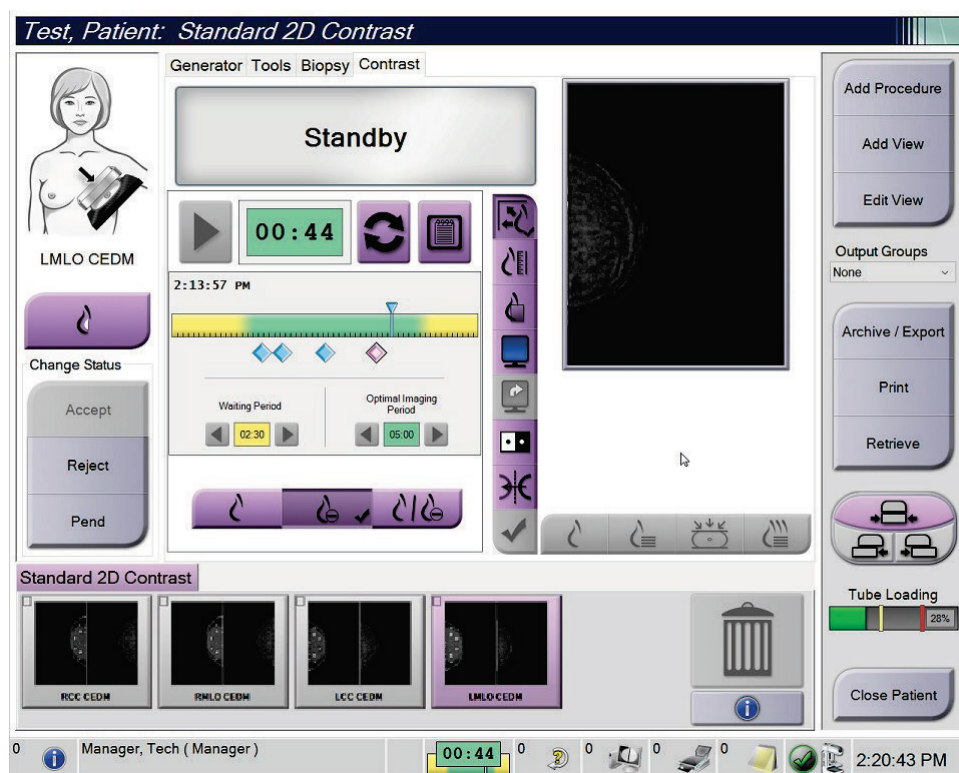 Test, Patient: Standard 2D Contrast
Generator Tools Biopsy Contrast
Standby
00:44
2:13:57 PM
Waiting Period
02:30
Optimal Imaging
Period
05:00
LMLO CEDM
Change Status
Accept
Reject
Pend
Add Procedure
Add View
Edit View
Output Groups
None
Archive / Export
Print
Retrieve
Tube Loading
28%
Close Patient
Standard 2D Contrast
RCC CEDM
RMLO CEDM
LCC CEDM
LMLO CEDM
0
Manager, Tech ( Manager )
00:44
0
0
0
0
2:20:43 PM